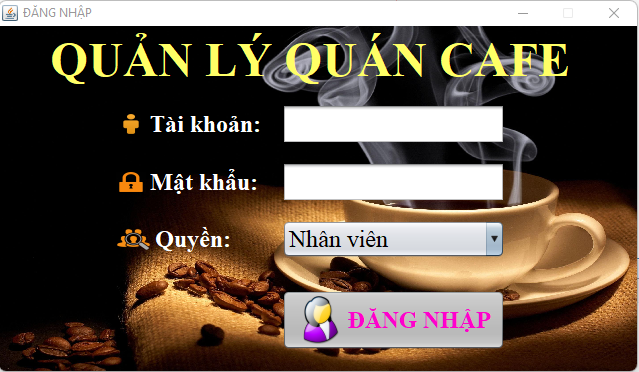 ĐĂNG NHẬP
QUẢN LÝ QUÁN CAFE
Tài khoản:
Mật khẩu:
Quyền:
Nhân viên
ĐĂNG NHẬP